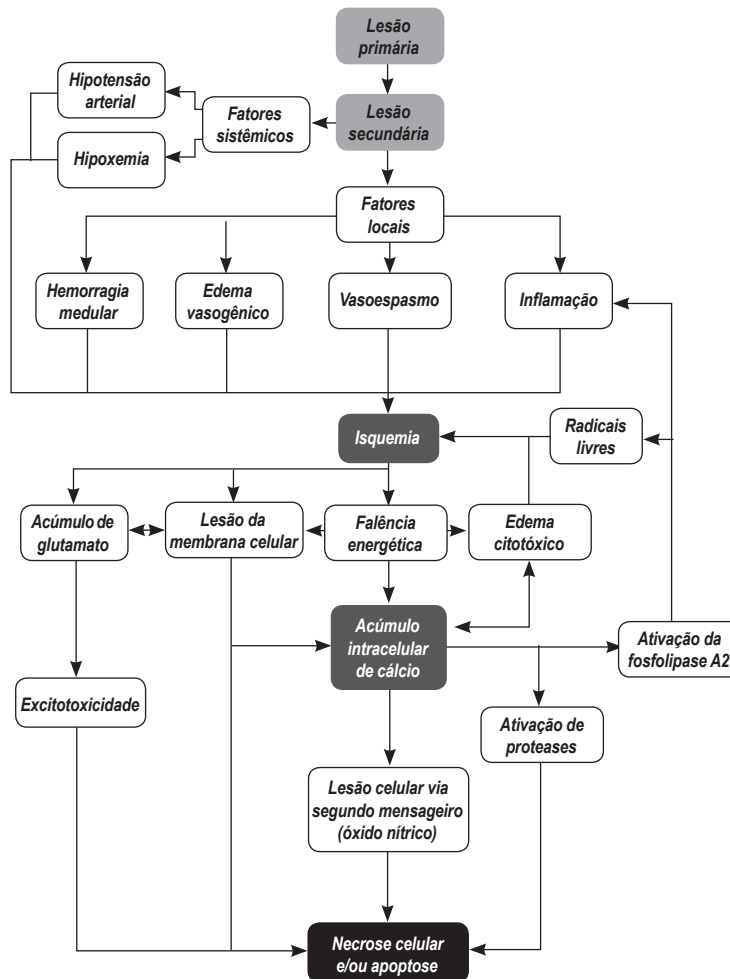 Lesão
primária
Hipotensão
arterial
Fatores
sistêmicos
Lesão
secundária
Hipoxemia
Fatores
locais
Hemorragia
medular
Edema
vasogênico
Vasoespasmo
Inflamação
Isquemia
Radicais
livres
Acúmulo de
glutamato
Lesão da
membrana celular
Falência
energética
Edema
citotóxico
Acúmulo
intracelular
de cálcio
Ativação da
fosfolipase A2
Excitotoxicidade
Ativação de
proteases
Lesão celular via
segundo mensageiro
(óxido nítrico)
Necrose celular
e/ou apoptose